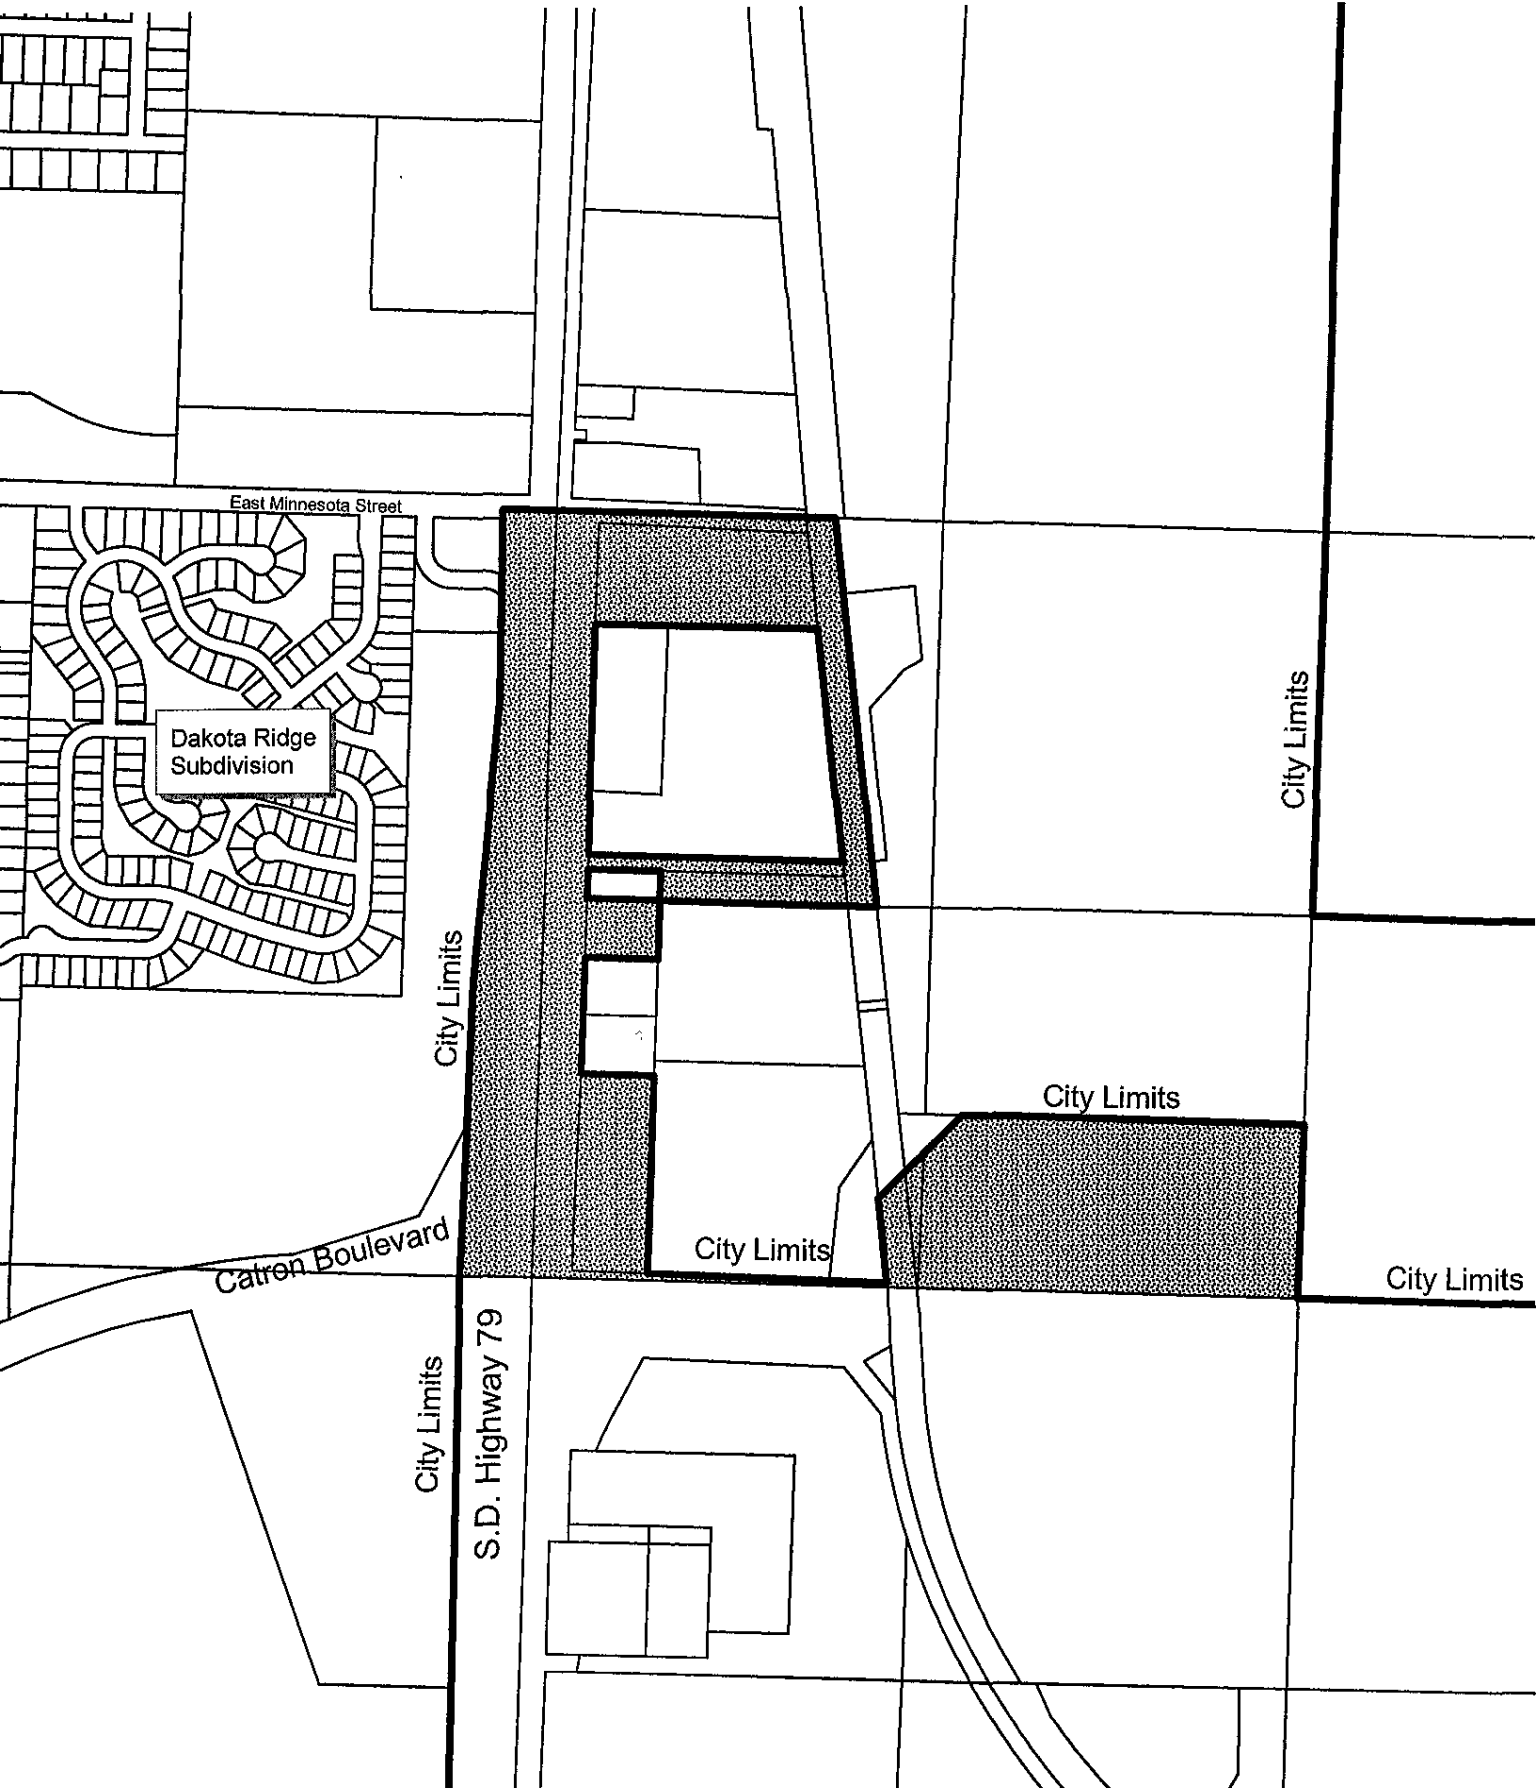 East Minnesota Street
Dakota Ridge
Subdivision
City Limits
City Limits
City Limits
City Limits
Catron Boulevard
City Limits
City Limits
S.D. Highway 79